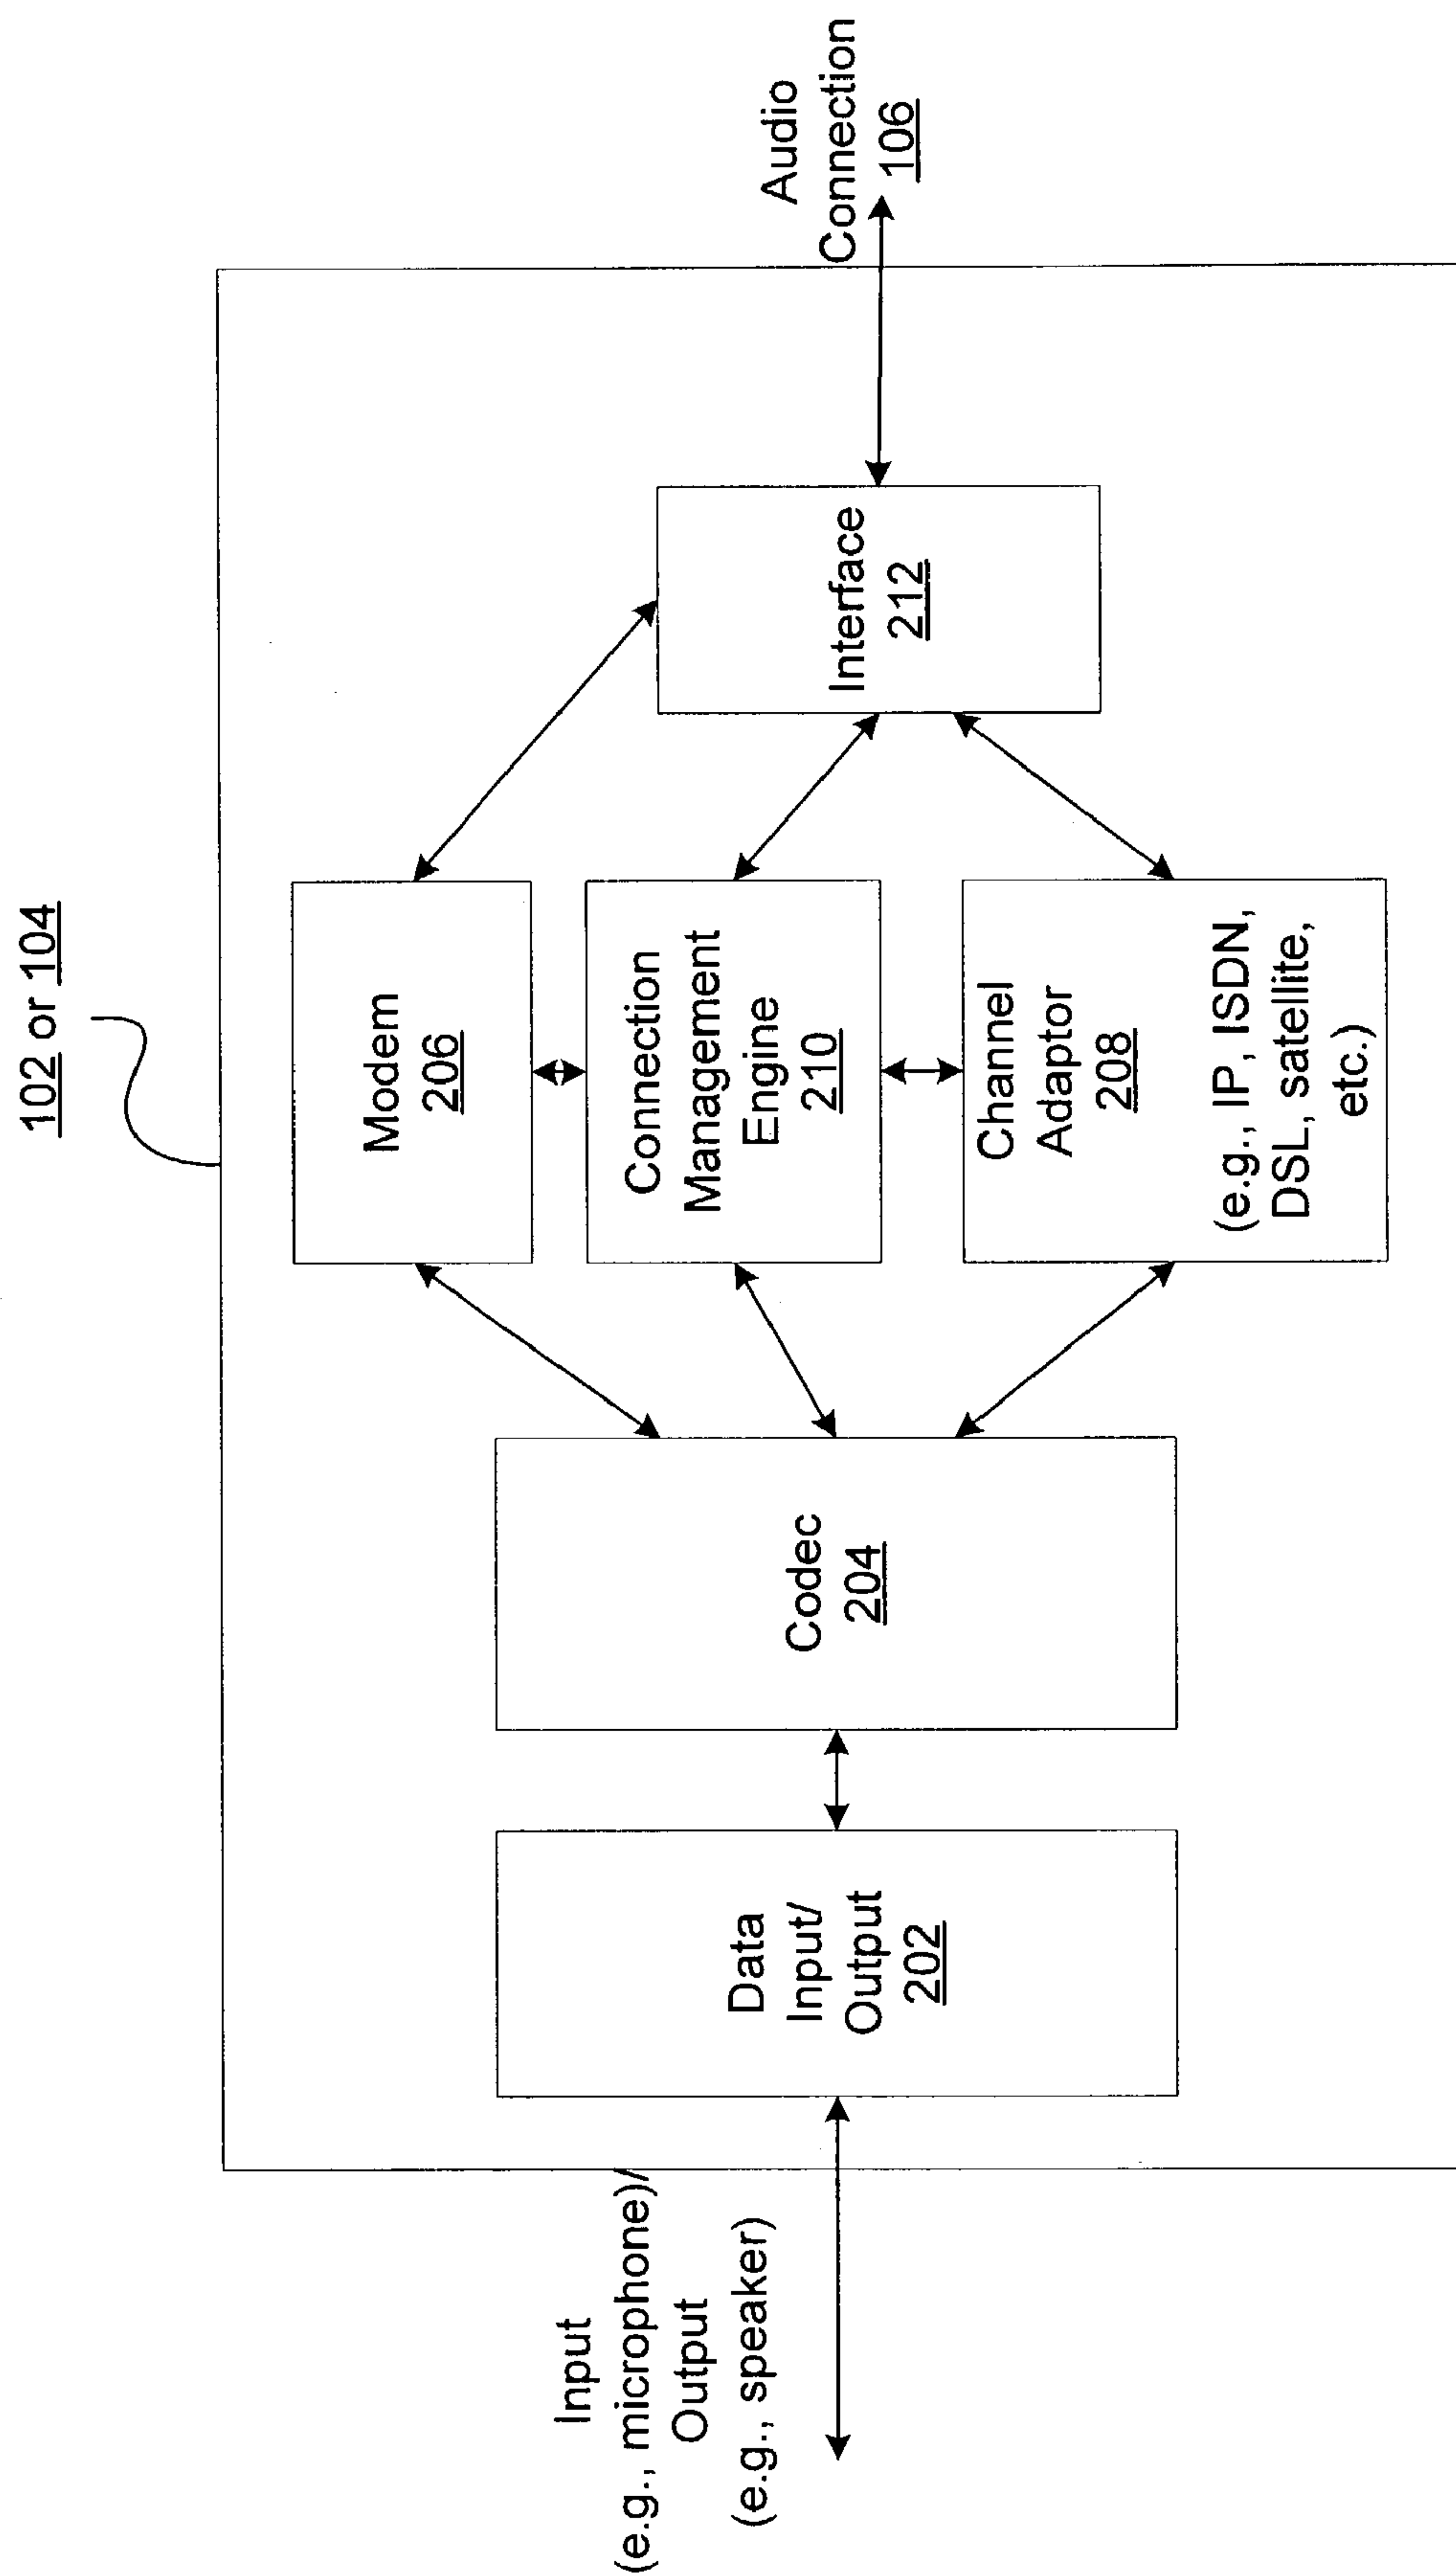 102 or 104
Input
(e.g., microphone)/
Output
(e.g., speaker)
Data
Input/
Output
202
Codec
204
Modem
206
Connection
Management
Engine
210
Channel
Adaptor
208
(e.g., IP, ISDN,
DSL, satellite,
etc.)
Interface
212
Audio
Connection
106